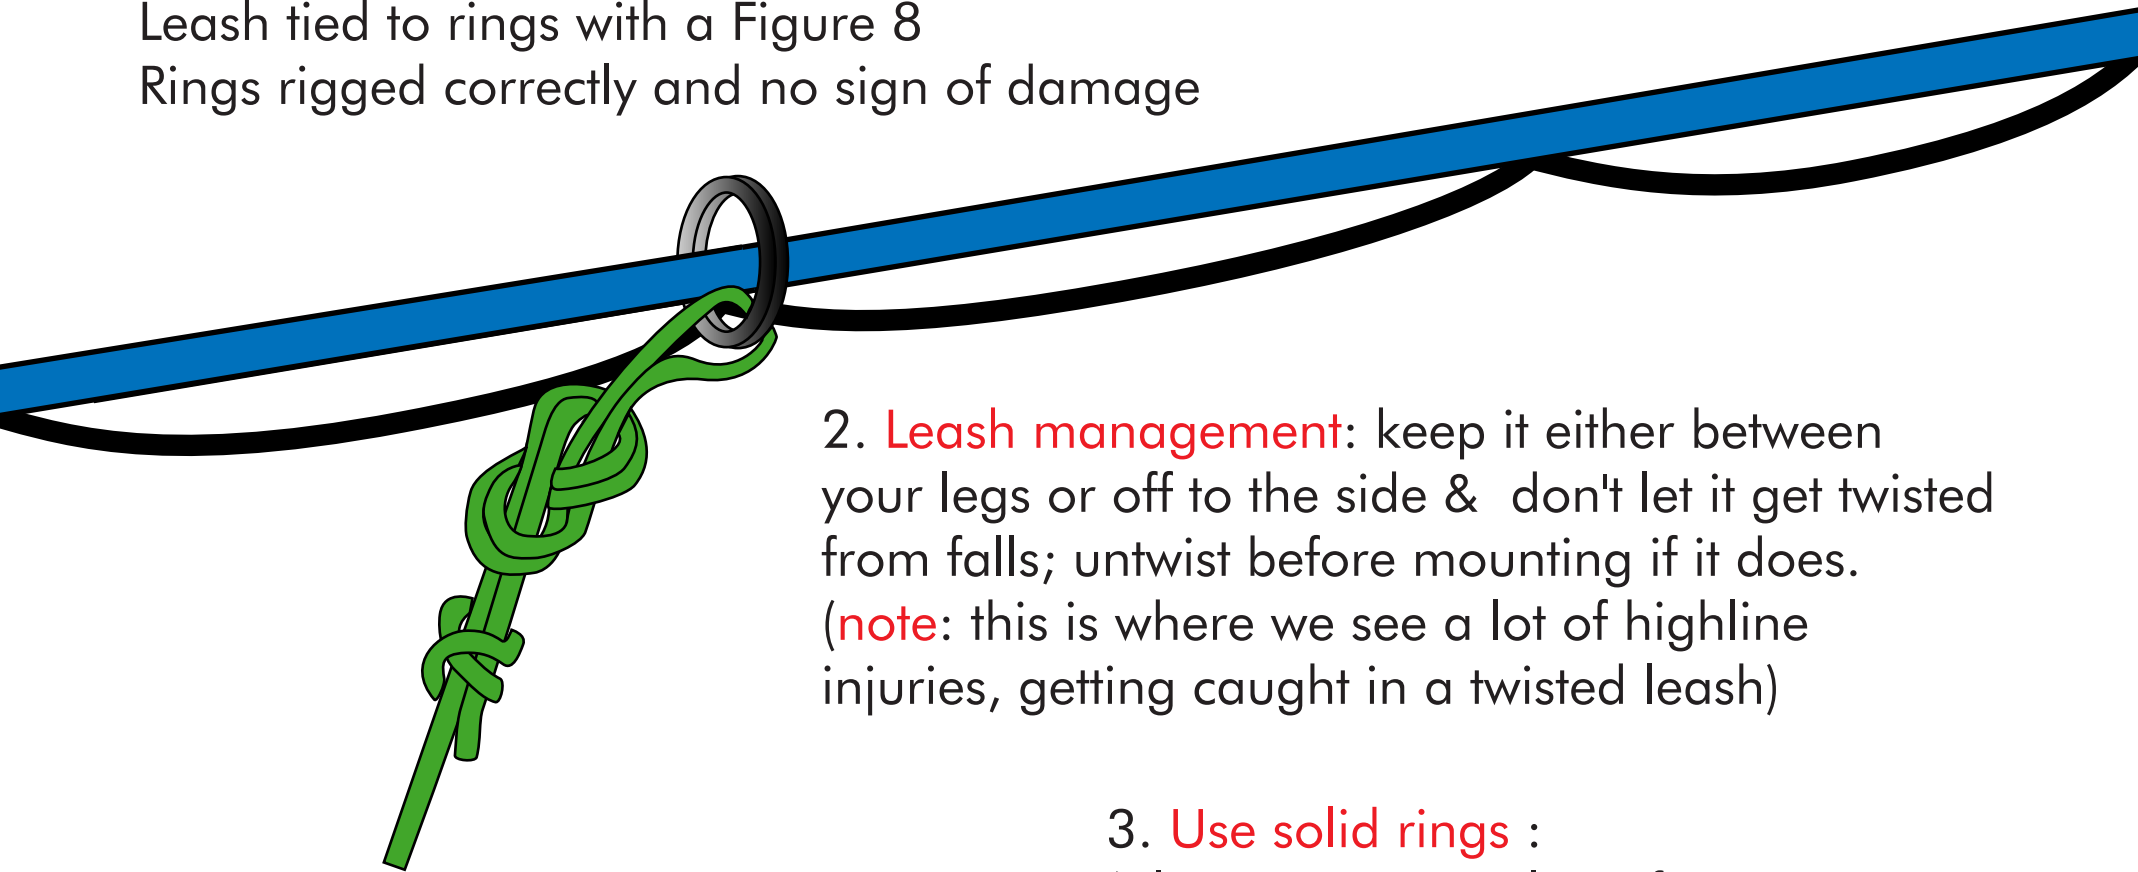 Leash tied to rings with a Figure 8
Rings rigged correctly and no sign of damage
2. Leash management: keep it either between
your legs or off to the side & don't let it get twisted
from falls; untwist before mounting if it does.
(note: this is where we see a lot of highline
injuries, getting caught in a twisted leash)
3. Use solid rings :